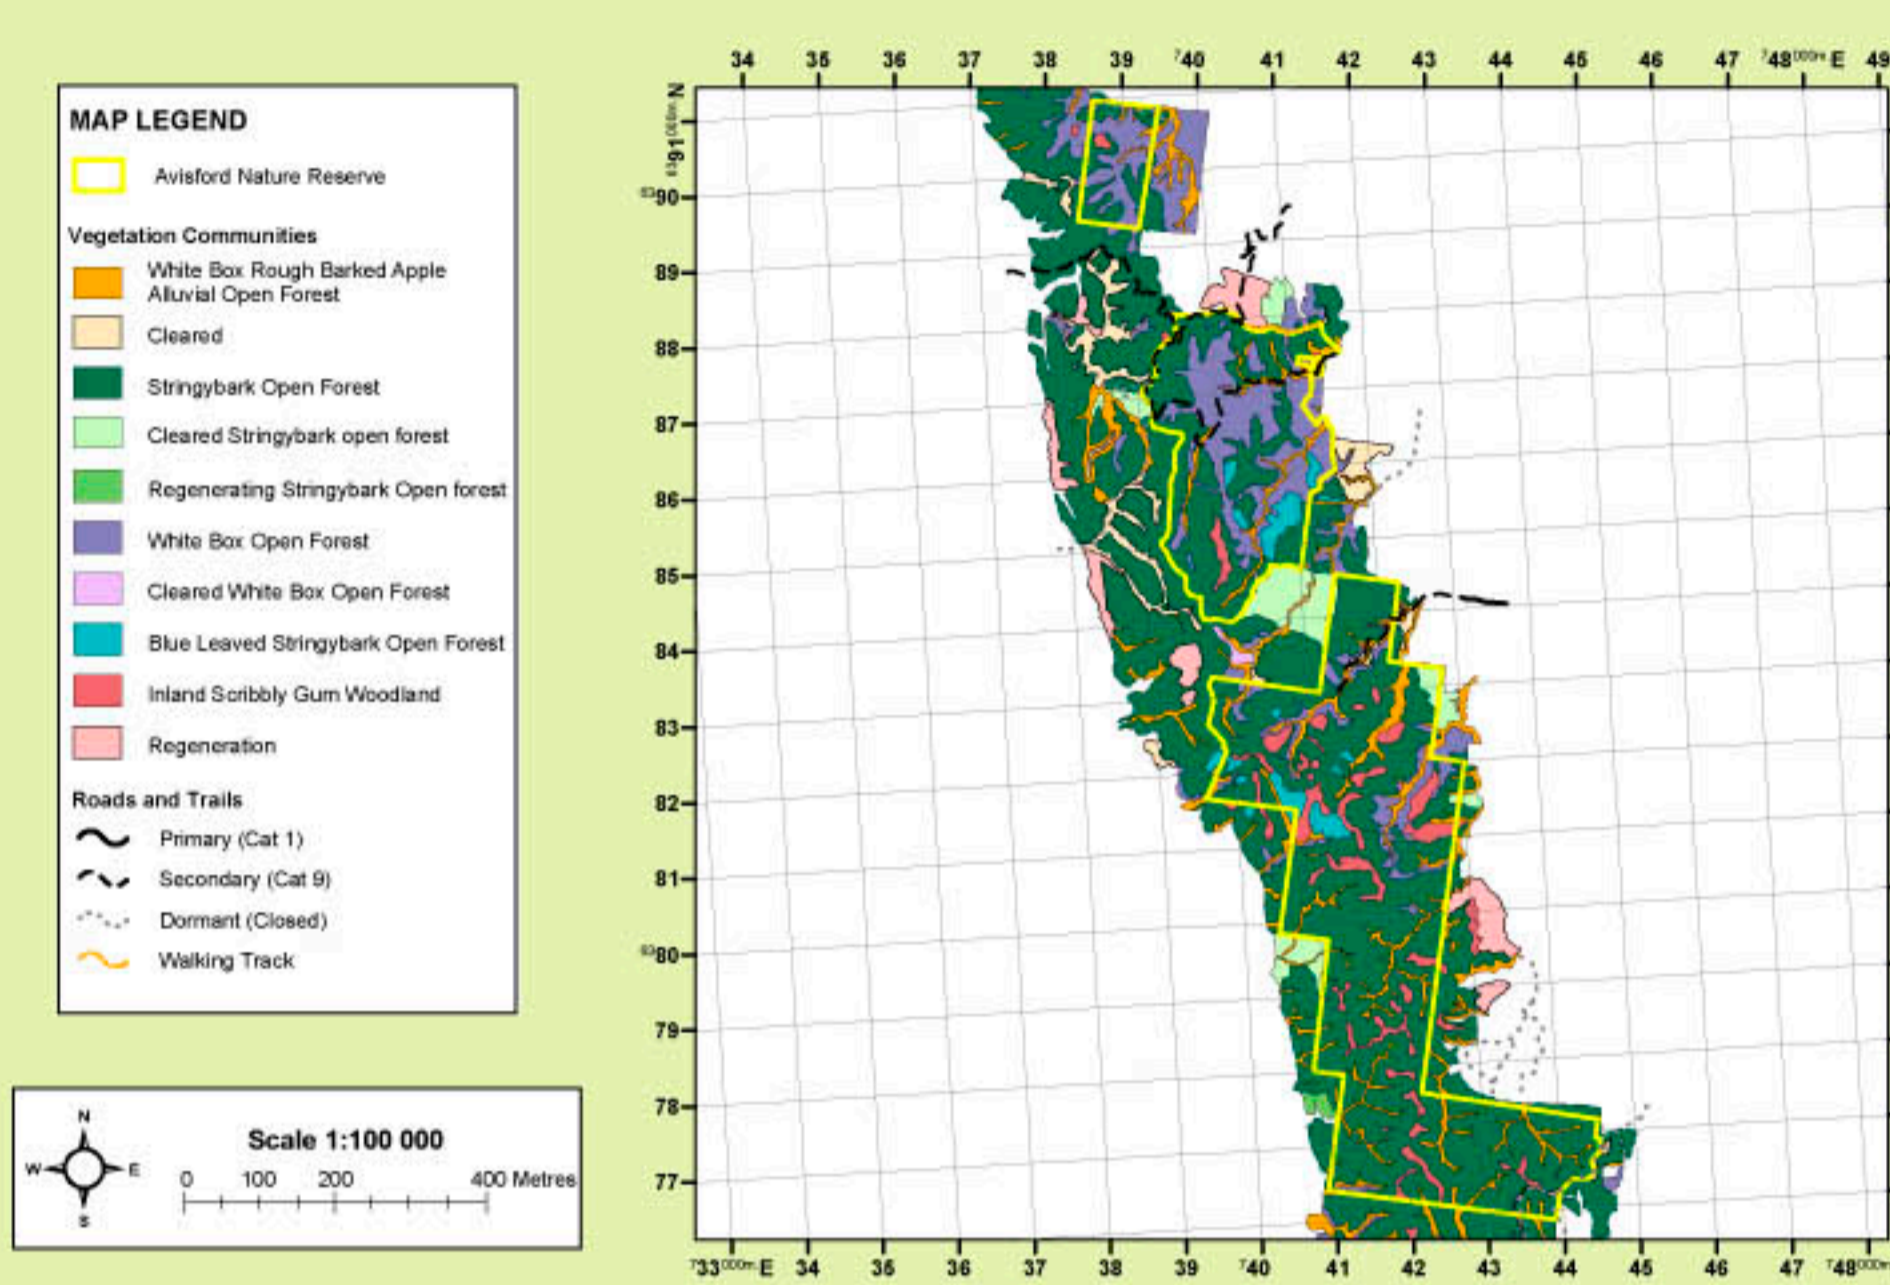 MAP LEGEND
Avisford Nature Reserve
Vegetation Communities
White Box Rough Barked Apple
Alluvial Open Forest
Cleared
Stringybark Open Forest
Cleared Stringybark open forest
Regenerating Stringybark Open forest
White Box Open Forest
Cleared White Box Open Forest
Blue Leaved Stringybark Open Forest
Inland Scribbly Gum Woodland
Regeneration
Roads and Trails
Primary (Cat 1)
Secondary (Cat 9)
Dormant (Closed)
Walking Track
N
W E
S
Scale 1:100 000
0 100 200 400 Metres
34 35 36 37 38 39 ⁷40 41 42 43 44 45 46 47 ⁷48⁰⁰⁰ᵐ E 49
⁶³91⁰⁰⁰ᵐ N
⁶³90
89
88
87
86
85
84
83
82
81
⁶³80
79
78
77
⁷33⁰⁰⁰ᵐ E 34 35 36 37 38 39 ⁷40 41 42 43 44 45 46 47 ⁷48⁰⁰⁰ᵐ